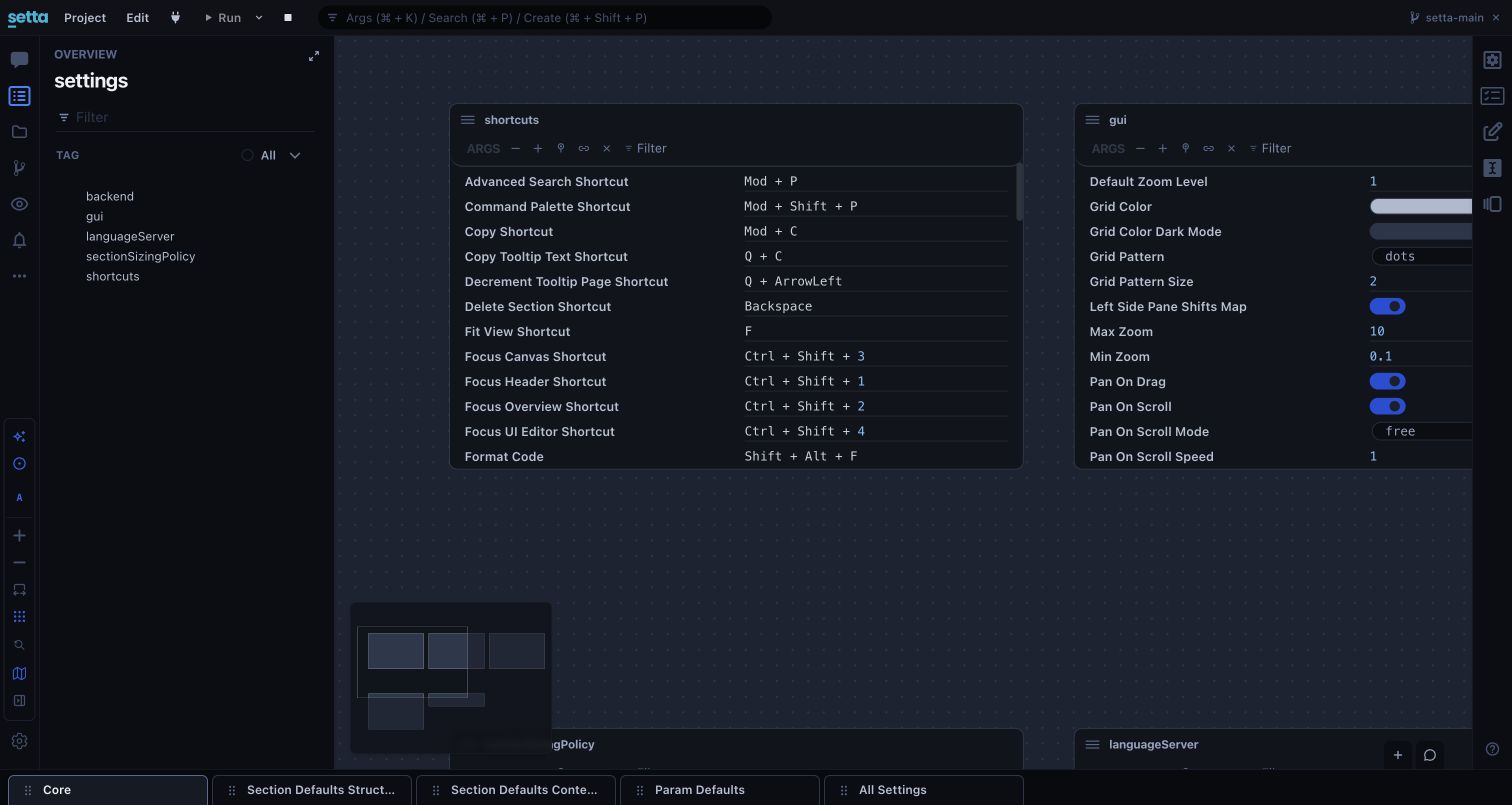 setta Project Edit Run Args (⌘ + K) / Search (⌘ + P) / Create (⌘ + Shift + P) setta-main
OVERVIEW
settings
Filter
TAG All
backend
gui
languageServer
sectionSizingPolicy
shortcuts
A
shortcuts
ARGS Filter
Advanced Search Shortcut Mod + P
Command Palette Shortcut Mod + Shift + P
Copy Shortcut Mod + C
Copy Tooltip Text Shortcut Q + C
Decrement Tooltip Page Shortcut Q + ArrowLeft
Delete Section Shortcut Backspace
Fit View Shortcut F
Focus Canvas Shortcut Ctrl + Shift + 3
Focus Header Shortcut Ctrl + Shift + 1
Focus Overview Shortcut Ctrl + Shift + 2
Focus UI Editor Shortcut Ctrl + Shift + 4
Format Code Shift + Alt + F
gui
ARGS Filter
Default Zoom Level 1
Grid Color
Grid Color Dark Mode
Grid Pattern dots
Grid Pattern Size 2
Left Side Pane Shifts Map
Max Zoom 10
Min Zoom 0.1
Pan On Drag
Pan On Scroll
Pan On Scroll Mode free
Pan On Scroll Speed 1
gPolicy
languageServer
Core Section Defaults Struct... Section Defaults Conte... Param Defaults All Settings